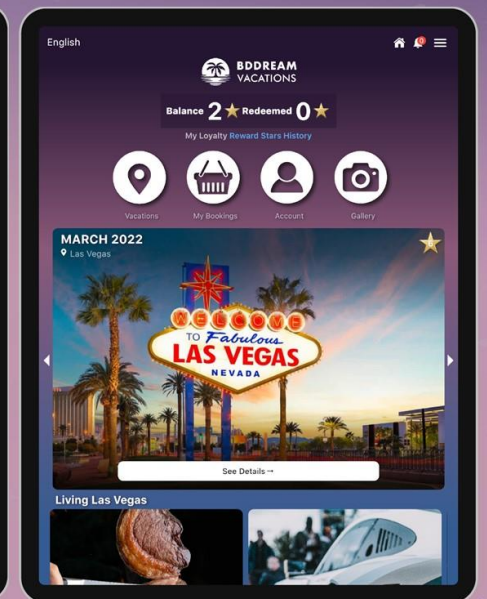 English
0
BDDREAM
VACATIONS
Balance 2 Redeemed 0
My Loyalty Reward Stars History
Vacations My Bookings Account Gallery
MARCH 2022
Las Vegas
WELCOME
TO Fabulous
LAS VEGAS
NEVADA
See Details→
Living Las Vegas